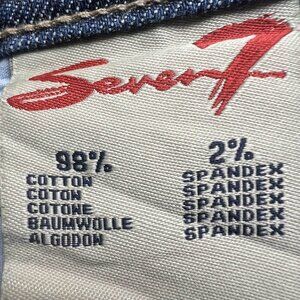 Seven7
98%
COTTON
COTON
COTONE
BAUMWOLLE
ALGODON
2%
SPANDEX
SPANDEX
SPANDEX
SPANDEX
SPANDEX